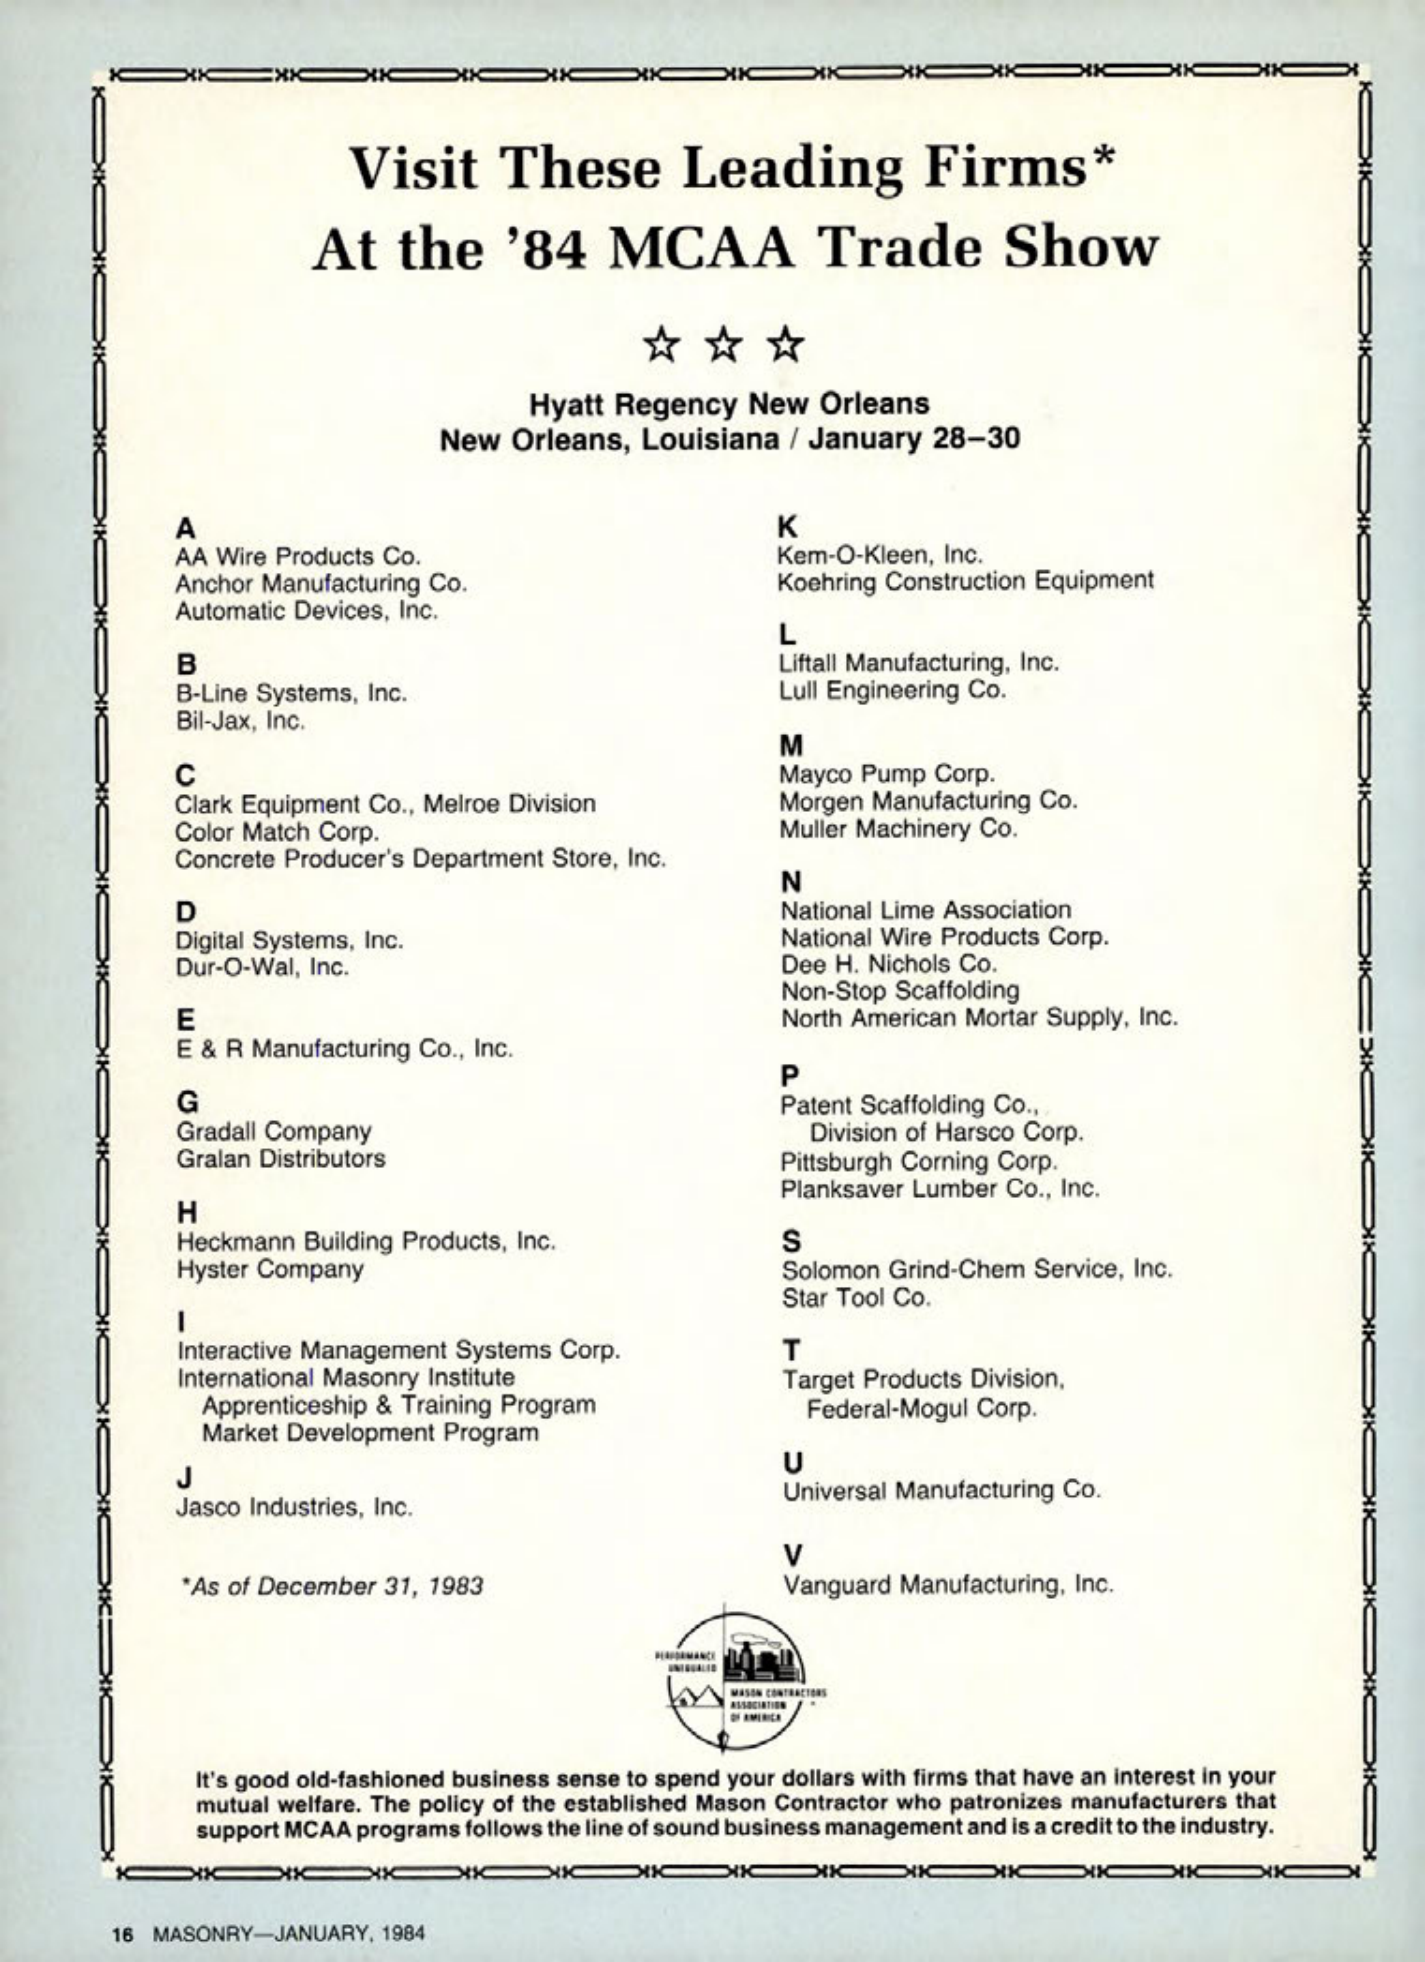 Visit These Leading Firms*
At the ’84 MCAA Trade Show
Hyatt Regency New Orleans
New Orleans, Louisiana / January 28–30
A
AA Wire Products Co.
Anchor Manufacturing Co.
Automatic Devices, Inc.
B
B-Line Systems, Inc.
Bil-Jax, Inc.
C
Clark Equipment Co., Melroe Division
Color Match Corp.
Concrete Producer's Department Store, Inc.
D
Digital Systems, Inc.
Dur-O-Wal, Inc.
E
E & R Manufacturing Co., Inc.
G
Gradall Company
Gralan Distributors
H
Heckmann Building Products, Inc.
Hyster Company
I
Interactive Management Systems Corp.
International Masonry Institute
Apprenticeship & Training Program
Market Development Program
J
Jasco Industries, Inc.
*As of December 31, 1983
K
Kem-O-Kleen, Inc.
Koehring Construction Equipment
L
Liftall Manufacturing, Inc.
Lull Engineering Co.
M
Mayco Pump Corp.
Morgen Manufacturing Co.
Muller Machinery Co.
N
National Lime Association
National Wire Products Corp.
Dee H. Nichols Co.
Non-Stop Scaffolding
North American Mortar Supply, Inc.
P
Patent Scaffolding Co.,
Division of Harsco Corp.
Pittsburgh Corning Corp.
Planksaver Lumber Co., Inc.
S
Solomon Grind-Chem Service, Inc.
Star Tool Co.
T
Target Products Division,
Federal-Mogul Corp.
U
Universal Manufacturing Co.
V
Vanguard Manufacturing, Inc.
PERFORMANCE
UNEQUALED
MASON CONTRACTORS
ASSOCIATION
OF AMERICA
It's good old-fashioned business sense to spend your dollars with firms that have an interest in your
mutual welfare. The policy of the established Mason Contractor who patronizes manufacturers that
support MCAA programs follows the line of sound business management and is a credit to the industry.
16 MASONRY—JANUARY, 1984